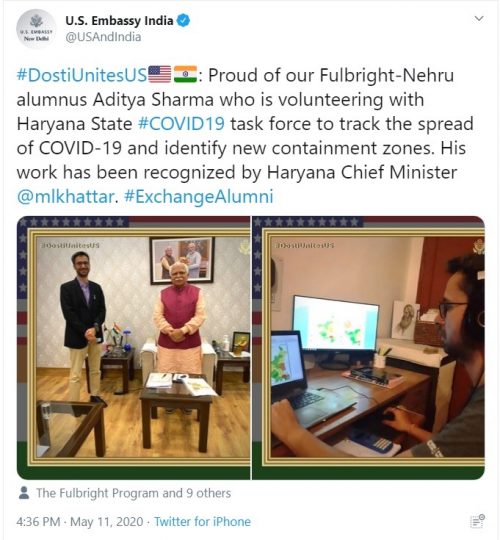 U.S. Embassy India
@USAndIndia
U.S. EMBASSY
New Delhi
#DostiUnitesUS🇺🇸🇮🇳: Proud of our Fulbright-Nehru
alumnus Aditya Sharma who is volunteering with
Haryana State #COVID19 task force to track the spread
of COVID-19 and identify new containment zones. His
work has been recognized by Haryana Chief Minister
@mlkhattar. #ExchangeAlumni
#DostiUnitesUS
#DostiUnitesUS
The Fulbright Program and 9 others
4:36 PM · May 11, 2020 · Twitter for iPhone